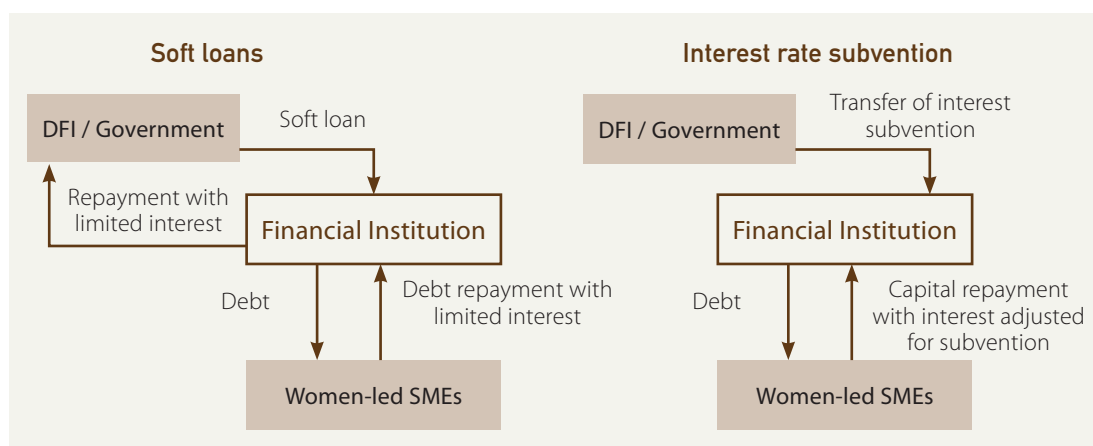 Soft loans
DFI / Government
Soft loan
Repayment with
limited interest
Financial Institution
Debt
Debt repayment with
limited interest
Women-led SMEs
Interest rate subvention
DFI / Government
Transfer of interest
subvention
Financial Institution
Debt
Capital repayment
with interest adjusted
for subvention
Women-led SMEs